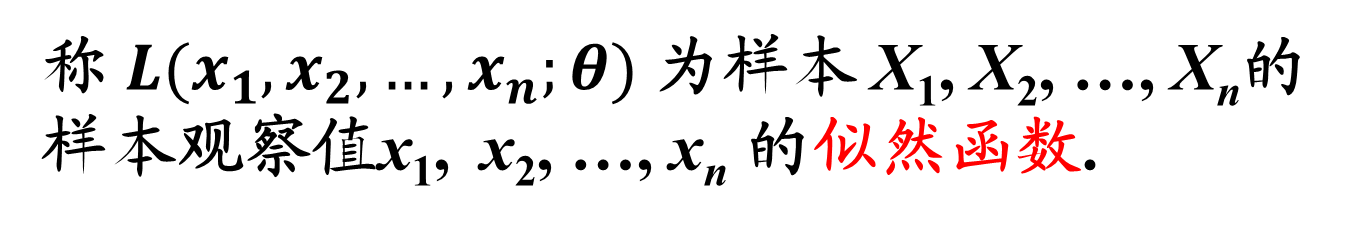 称 L(x₁,x₂,…,xₙ;θ) 为样本 X₁, X₂, …, Xₙ的
样本观察值x₁, x₂, …, xₙ 的似然函数.